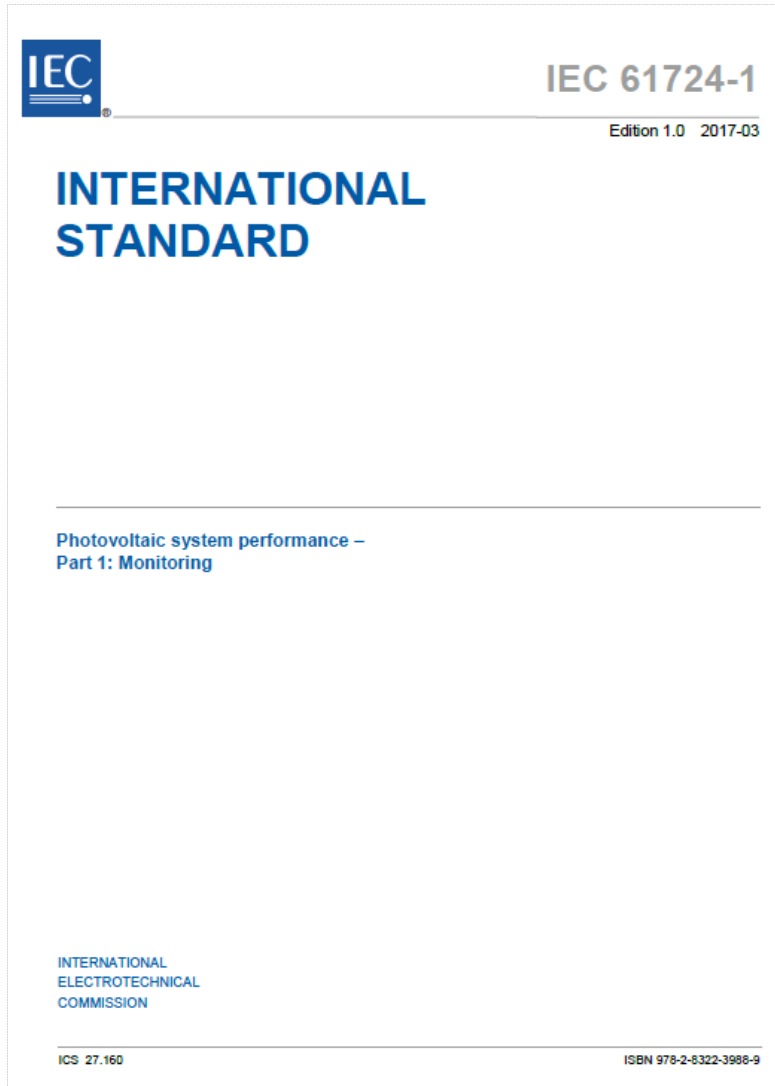 IEC
®
IEC 61724-1
Edition 1.0 2017-03
INTERNATIONAL
STANDARD
Photovoltaic system performance –
Part 1: Monitoring
INTERNATIONAL
ELECTROTECHNICAL
COMMISSION
ICS 27.160
ISBN 978-2-8322-3988-9